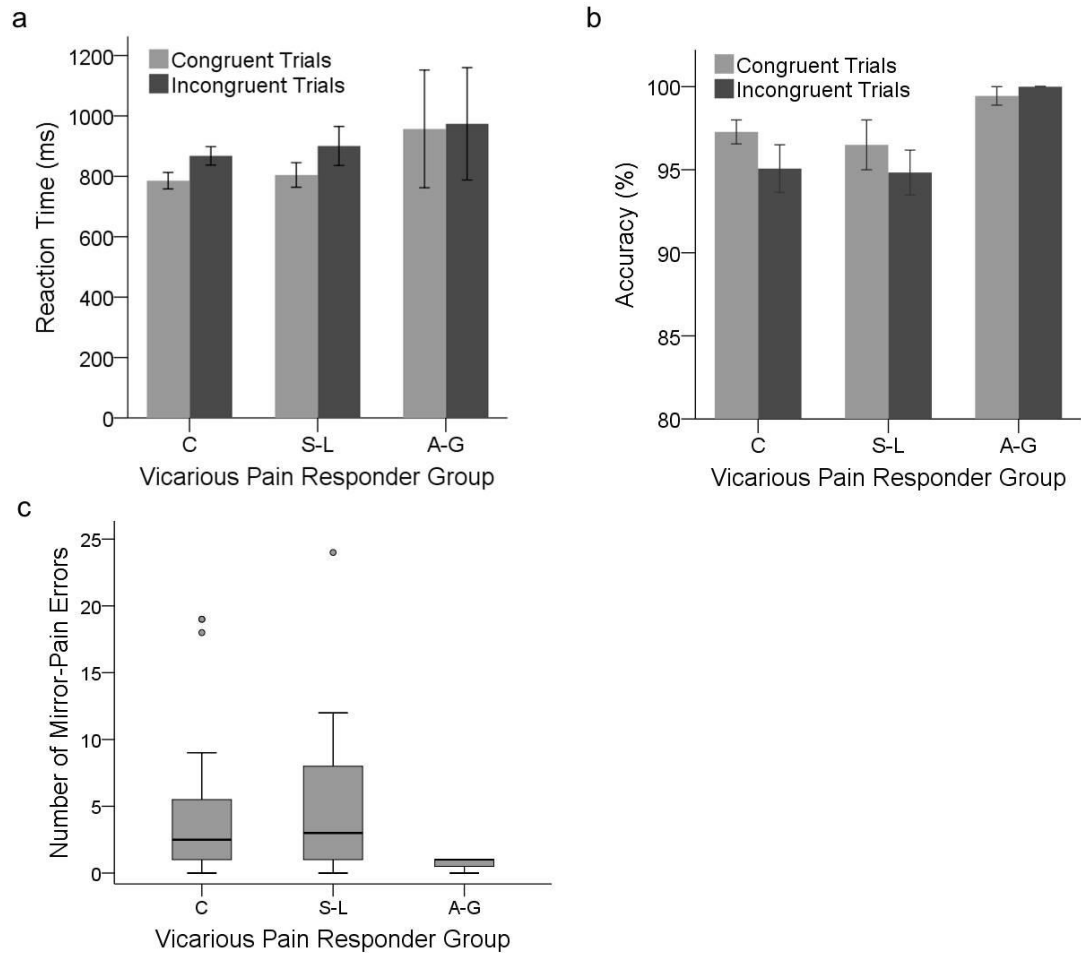 a
1200
1000
800
600
400
200
0
Reaction Time (ms)
Congruent Trials
Incongruent Trials
C
S-L
A-G
Vicarious Pain Responder Group
b
100
95
90
85
80
Accuracy (%)
Congruent Trials
Incongruent Trials
C
S-L
A-G
Vicarious Pain Responder Group
c
25
20
15
10
5
0
Number of Mirror-Pain Errors
C
S-L
A-G
Vicarious Pain Responder Group